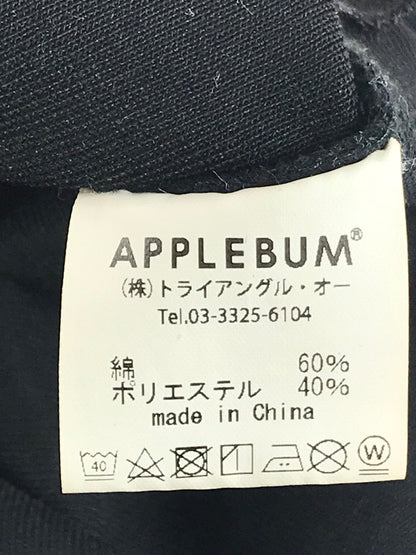 APPLEBUM®
(株)トライアングル・オー
Tel.03-3325-6104
綿 60%
ポリエステル 40%
made in China
40 W